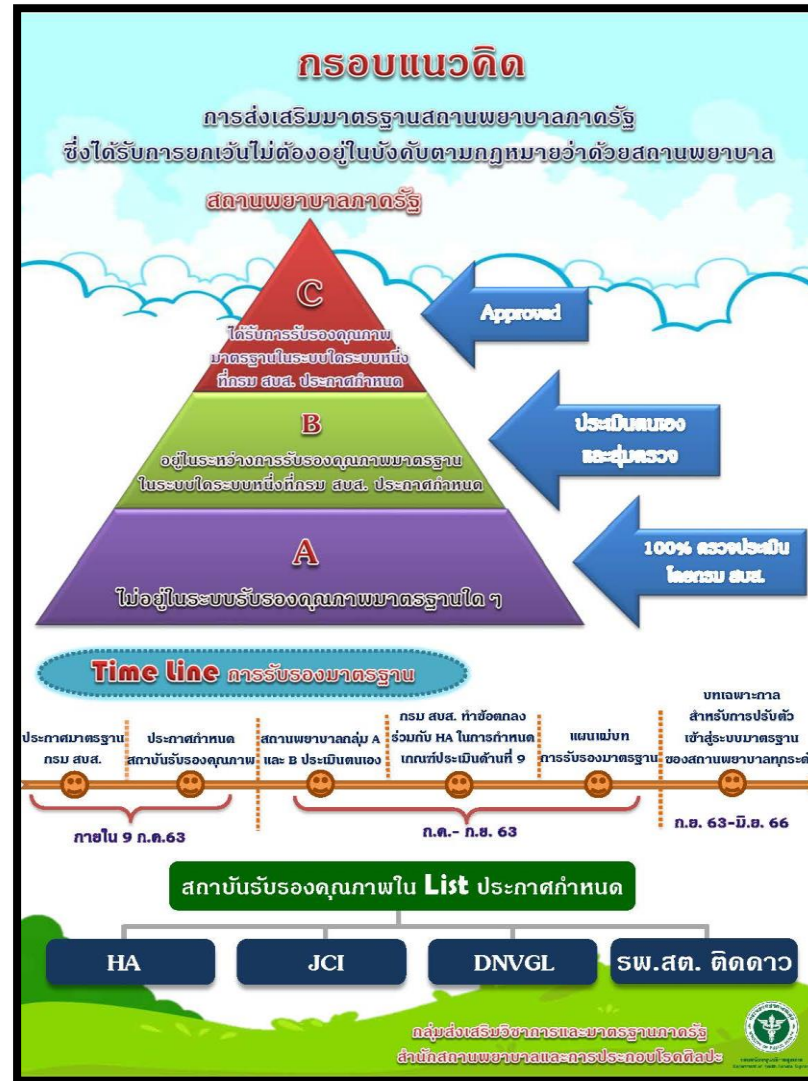 กรอบแนวคิด
การส่งเสริมมาตรฐานสถานพยาบาลภาครัฐ
ซึ่งได้รับการยกเว้นไม่ต้องอยู่ในบังคับตามกฎหมายว่าด้วยสถานพยาบาล
สถานพยาบาลภาครัฐ
C
ได้รับการรับรองคุณภาพ
มาตรฐานในระบบใดระบบหนึ่ง
ที่กรม สบส. ประกาศกำหนด
Approved
B
อยู่ในระหว่างการรับรองคุณภาพมาตรฐาน
ในระบบใดระบบหนึ่งที่กรม สบส. ประกาศกำหนด
ประเมินตนเอง
และสุ่มตรวจ
A
ไม่อยู่ในระบบรับรองคุณภาพมาตรฐานใด ๆ
100% ตรวจประเมิน
โดยกรม สบส.
Time Line การรับรองมาตรฐาน
ประกาศมาตรฐาน
กรม สบส.
ประกาศกำหนด
สถาบันรับรองคุณภาพ
สถานพยาบาลกลุ่ม A
และ B ประเมินตนเอง
กรม สบส. ทำข้อตกลง
ร่วมกับ HA ในการกำหนด
เกณฑ์ประเมินด้านที่ 9
แผนแม่บท
การรับรองมาตรฐาน
บทเฉพาะกาล
สำหรับการปรับตัว
เข้าสู่ระบบมาตรฐาน
ของสถานพยาบาลทุกระดั
ภายใน 9 ก.ค.63
ก.ค.- ก.ย. 63
ก.ย. 63-มิ.ย. 66
สถาบันรับรองคุณภาพใน List ประกาศกำหนด
HA
JCI
DNVGL
รพ.สต. ติดดาว
กลุ่มส่งเสริมวิชาการและมาตรฐานภาครัฐ
สำนักสถานพยาบาลและการประกอบโรคศิลปะ